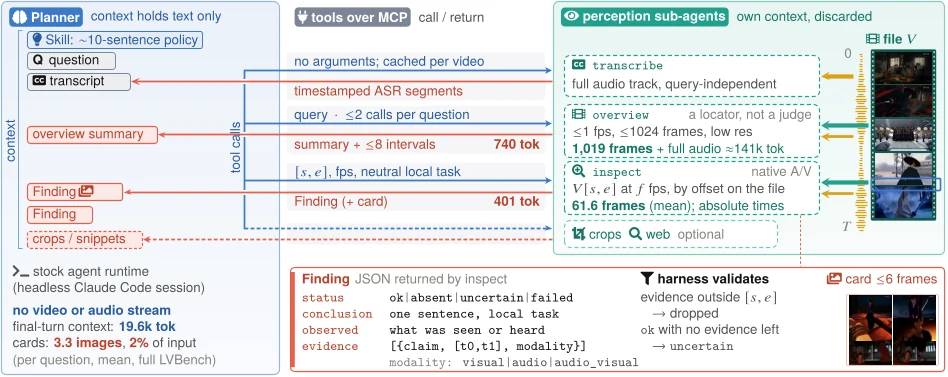 Planner context holds text only
Skill: ~10-sentence policy
Q question
CC transcript
overview summary
Finding
Finding
crops / snippets
context
>_ stock agent runtime
(headless Claude Code session)
no video or audio stream
final-turn context: 19.6k tok
cards: 3.3 images, 2% of input
(per question, mean, full LVBench)
tools over MCP call / return
tool calls
no arguments; cached per video
timestamped ASR segments
query · ≤2 calls per question
summary + ≤8 intervals 740 tok
[s, e], fps, neutral local task
Finding (+ card) 401 tok
perception sub-agents own context, discarded
CC transcribe
full audio track, query-independent
overview a locator, not a judge
≤1 fps, ≤1024 frames, low res
1,019 frames + full audio ≈141k tok
inspect native A/V
V[s, e] at f fps, by offset on the file
61.6 frames (mean); absolute times
crops web optional
file V
0
T
Finding JSON returned by inspect
status ok|absent|uncertain|failed
conclusion one sentence, local task
observed what was seen or heard
evidence [{claim, [t0,t1], modality}]
modality: visual|audio|audio_visual
harness validates
evidence outside [s, e]
→ dropped
ok with no evidence left
→ uncertain
card ≤6 frames